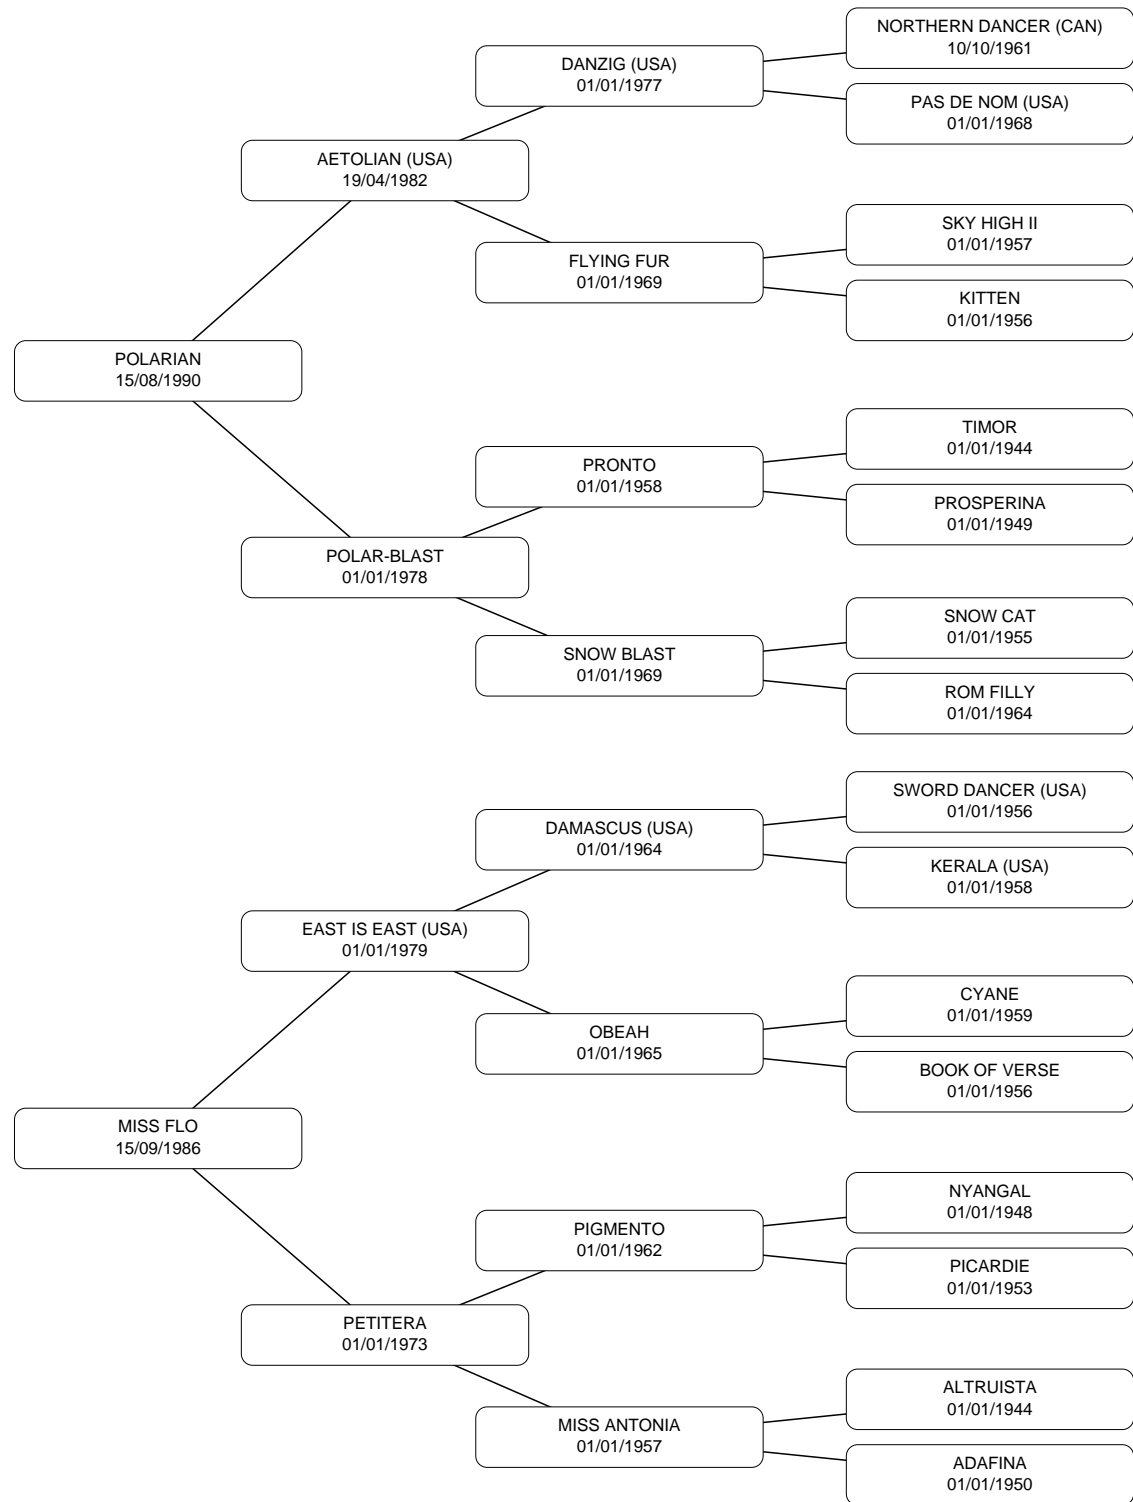 NORTHERN DANCER (CAN)
10/10/1961
DANZIG (USA)
01/01/1977
PAS DE NOM (USA)
01/01/1968
AETOLIAN (USA)
19/04/1982
SKY HIGH II
01/01/1957
FLYING FUR
01/01/1969
KITTEN
01/01/1956
POLARIAN
15/08/1990
TIMOR
01/01/1944
PRONTO
01/01/1958
PROSPERINA
01/01/1949
POLAR-BLAST
01/01/1978
SNOW CAT
01/01/1955
SNOW BLAST
01/01/1969
ROM FILLY
01/01/1964
SWORD DANCER (USA)
01/01/1956
DAMASCUS (USA)
01/01/1964
KERALA (USA)
01/01/1958
EAST IS EAST (USA)
01/01/1979
CYANE
01/01/1959
OBEAH
01/01/1965
BOOK OF VERSE
01/01/1956
MISS FLO
15/09/1986
NYANGAL
01/01/1948
PIGMENTO
01/01/1962
PICARDIE
01/01/1953
PETITERA
01/01/1973
ALTRUISTA
01/01/1944
MISS ANTONIA
01/01/1957
ADAFINA
01/01/1950